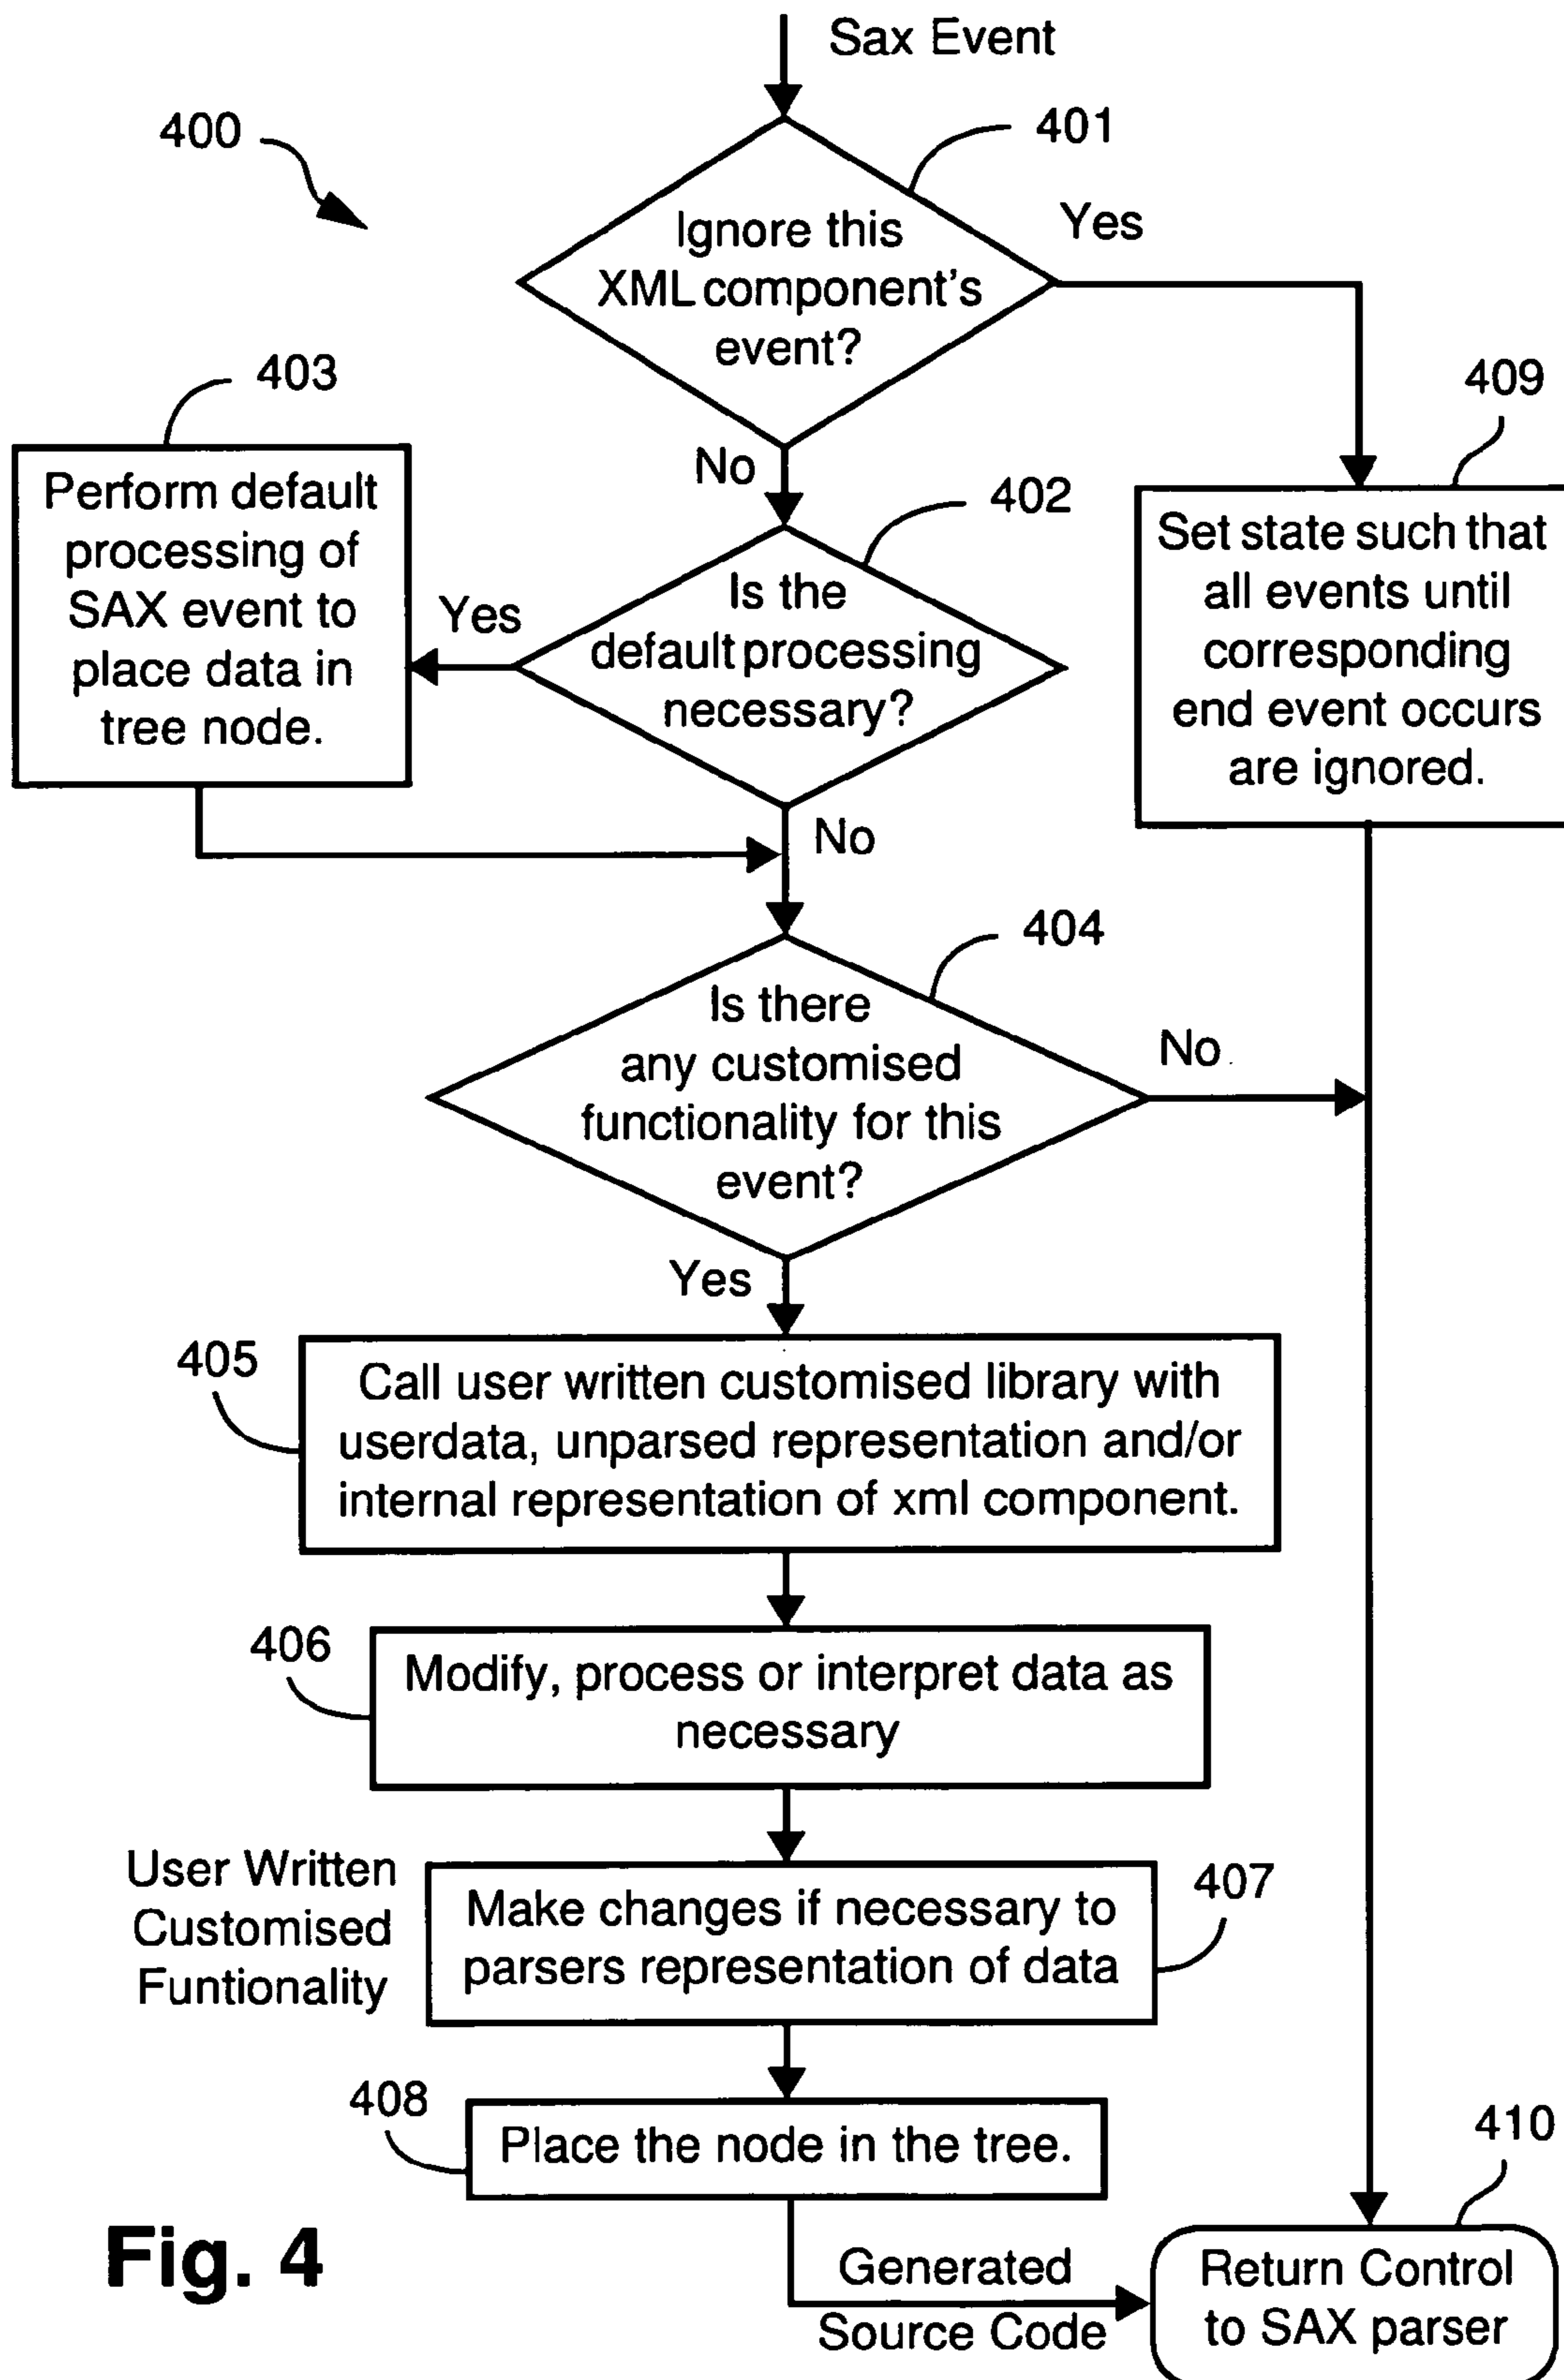 Sax Event
400
401
Ignore this
XML component's
event?
Yes
No
403
Perform default
processing of
SAX event to
place data in
tree node.
Yes
402
Is the
default processing
necessary?
No
409
Set state such that
all events until
corresponding
end event occurs
are ignored.
404
Is there
any customised
functionality for this
event?
No
Yes
405
Call user written customised library with
userdata, unparsed representation and/or
internal representation of xml component.
406
Modify, process or interpret data as
necessary
User Written
Customised
Funtionality
407
Make changes if necessary to
parsers representation of data
408
Place the node in the tree.
Generated
Source Code
410
Return Control
to SAX parser
Fig. 4